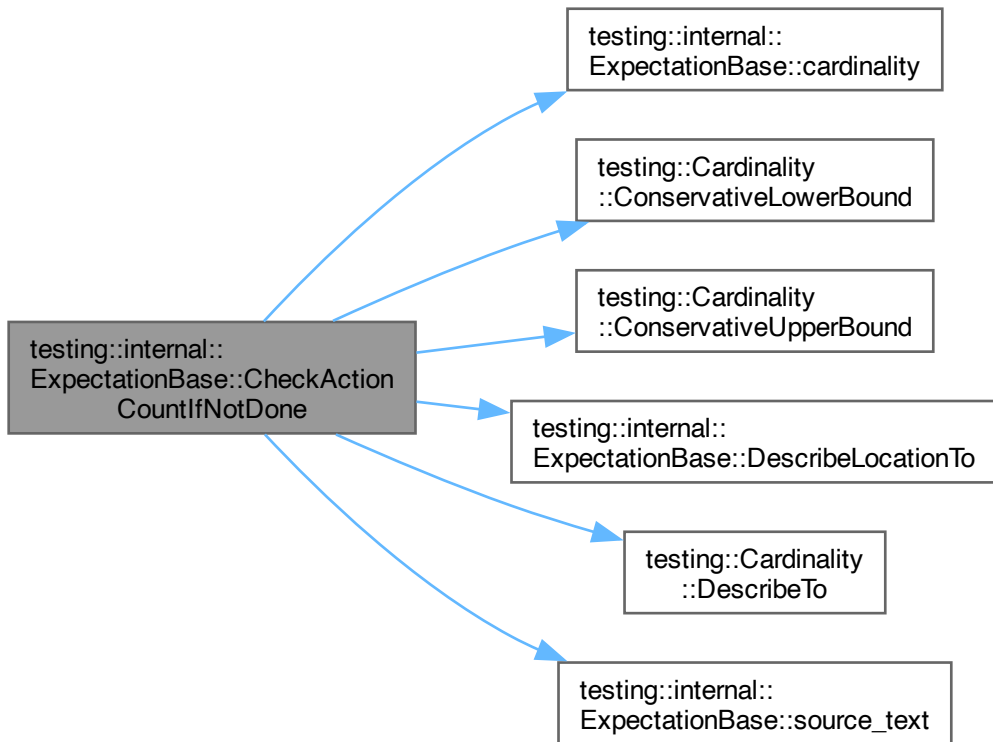 testing::internal::
ExpectationBase::cardinality
testing::Cardinality
::ConservativeLowerBound
testing::Cardinality
::ConservativeUpperBound
testing::internal::
ExpectationBase::CheckAction
CountIfNotDone
testing::internal::
ExpectationBase::DescribeLocationTo
testing::Cardinality
::DescribeTo
testing::internal::
ExpectationBase::source_text